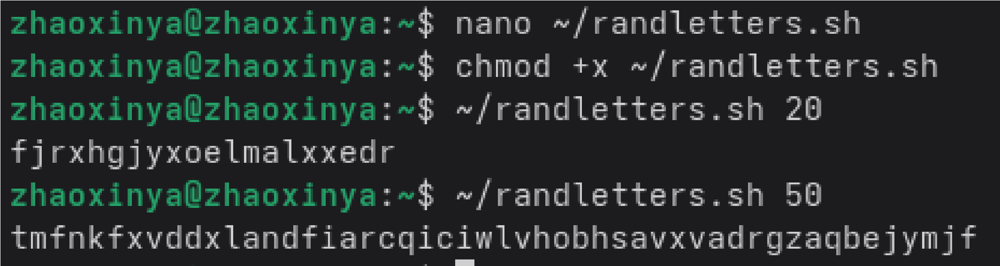 zhaoxinya@zhaoxinya:~$ nano ~/randletters.sh
zhaoxinya@zhaoxinya:~$ chmod +x ~/randletters.sh
zhaoxinya@zhaoxinya:~$ ~/randletters.sh 20
fjrxhgjyxoelmalxxedr
zhaoxinya@zhaoxinya:~$ ~/randletters.sh 50
tmfnkfxvddxlandfiarcqiciwlvhobhsavxvadrgzaqbejymjf